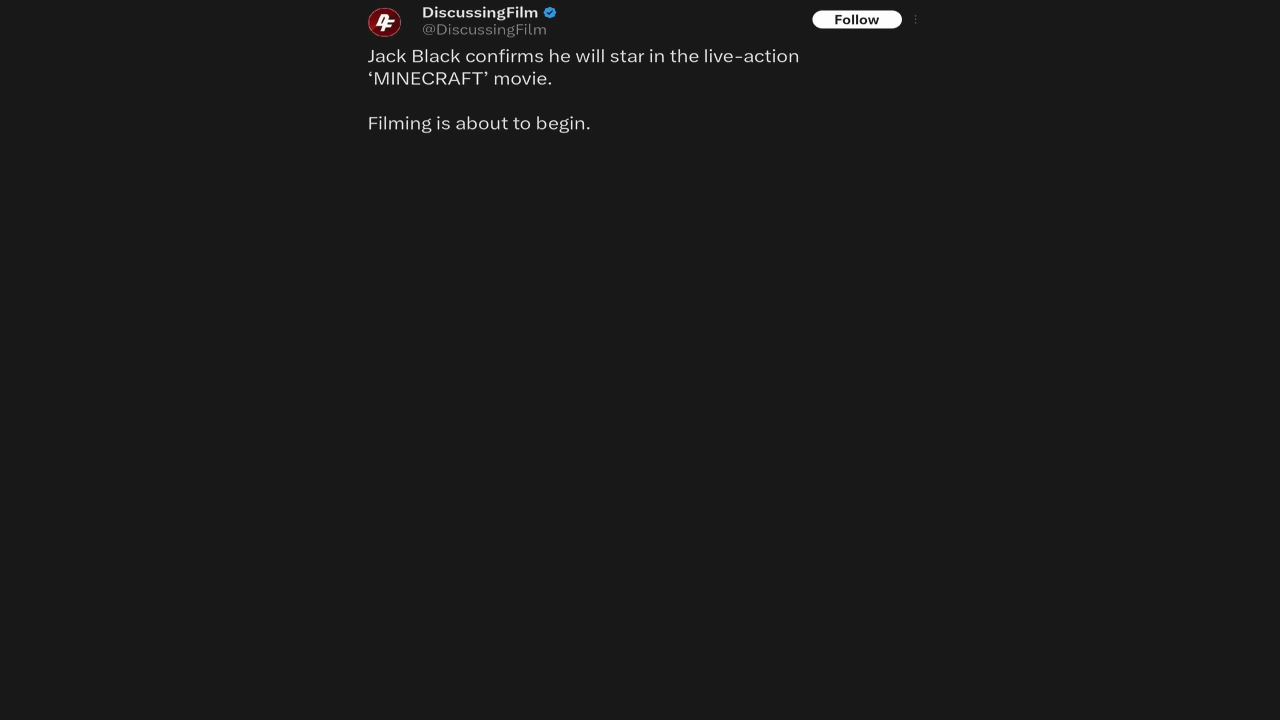 DiscussingFilm
@DiscussingFilm
Follow
Jack Black confirms he will star in the live-action
‘MINECRAFT’ movie.
Filming is about to begin.